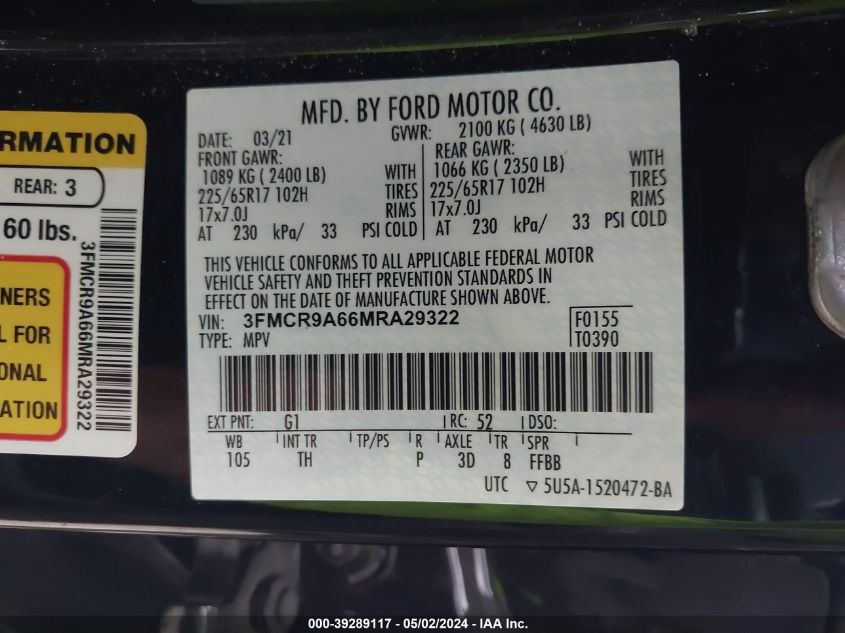 RMATION
REAR: 3
60 lbs.
NERS
L FOR
ONAL
ATION
3FMCR9A66MRA29322
MFD. BY FORD MOTOR CO.
DATE: 03/21 GVWR: 2100 KG ( 4630 LB)
FRONT GAWR: REAR GAWR:
1089 KG ( 2400 LB) WITH 1066 KG ( 2350 LB) WITH
225/65R17 102H TIRES 225/65R17 102H TIRES
17x7.0J RIMS 17x7.0J RIMS
AT 230 kPa/ 33 PSI COLD AT 230 kPa/ 33 PSI COLD
THIS VEHICLE CONFORMS TO ALL APPLICABLE FEDERAL MOTOR
VEHICLE SAFETY AND THEFT PREVENTION STANDARDS IN
EFFECT ON THE DATE OF MANUFACTURE SHOWN ABOVE.
VIN: 3FMCR9A66MRA29322 F0155
TYPE: MPV T0390
EXT PNT: G1 RC: 52 DSO:
WB INT TR TP/PS R AXLE TR SPR
105 TH P 3D 8 FFBB
UTC ▽ 5U5A-1520472-BA
000-39289117 - 05/02/2024 - IAA Inc.